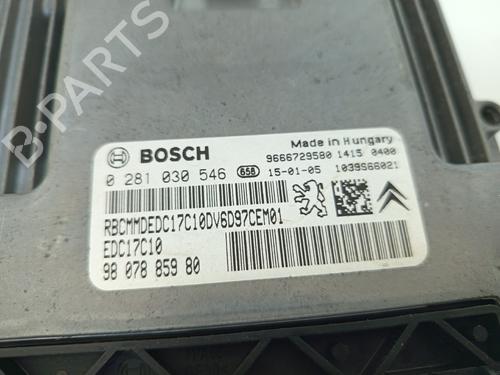 B-PARTS
BOSCH
Made in Hungary
9666729580 1415 0400
0 281 030 546 658 15-01-05 1039S66021
RBCMMDEDC17C10DV6D97CEM01
EDC17C10
98 078 859 80